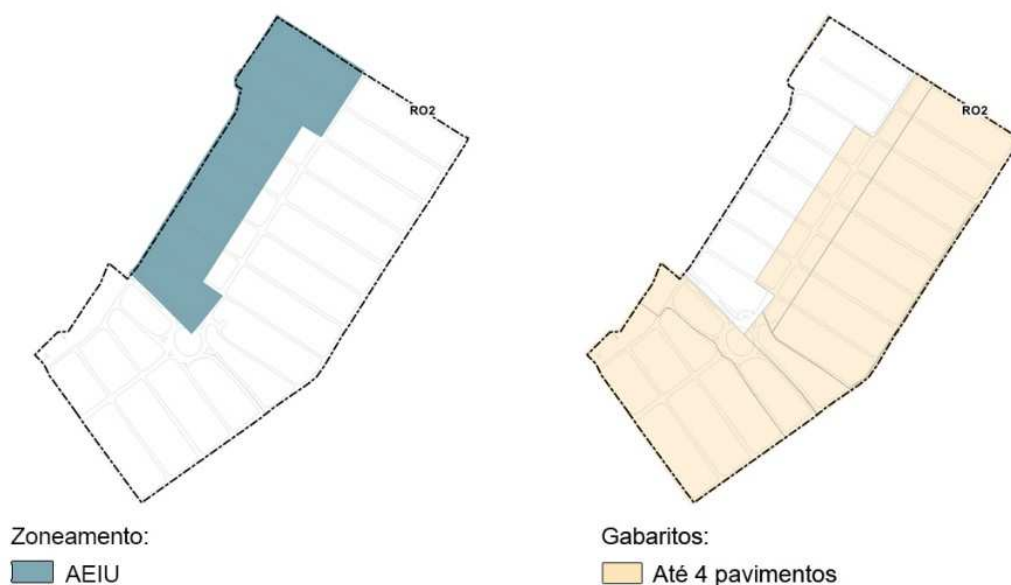 RO2
RO2
Zoneamento:
AEIU
Gabaritos:
Até 4 pavimentos